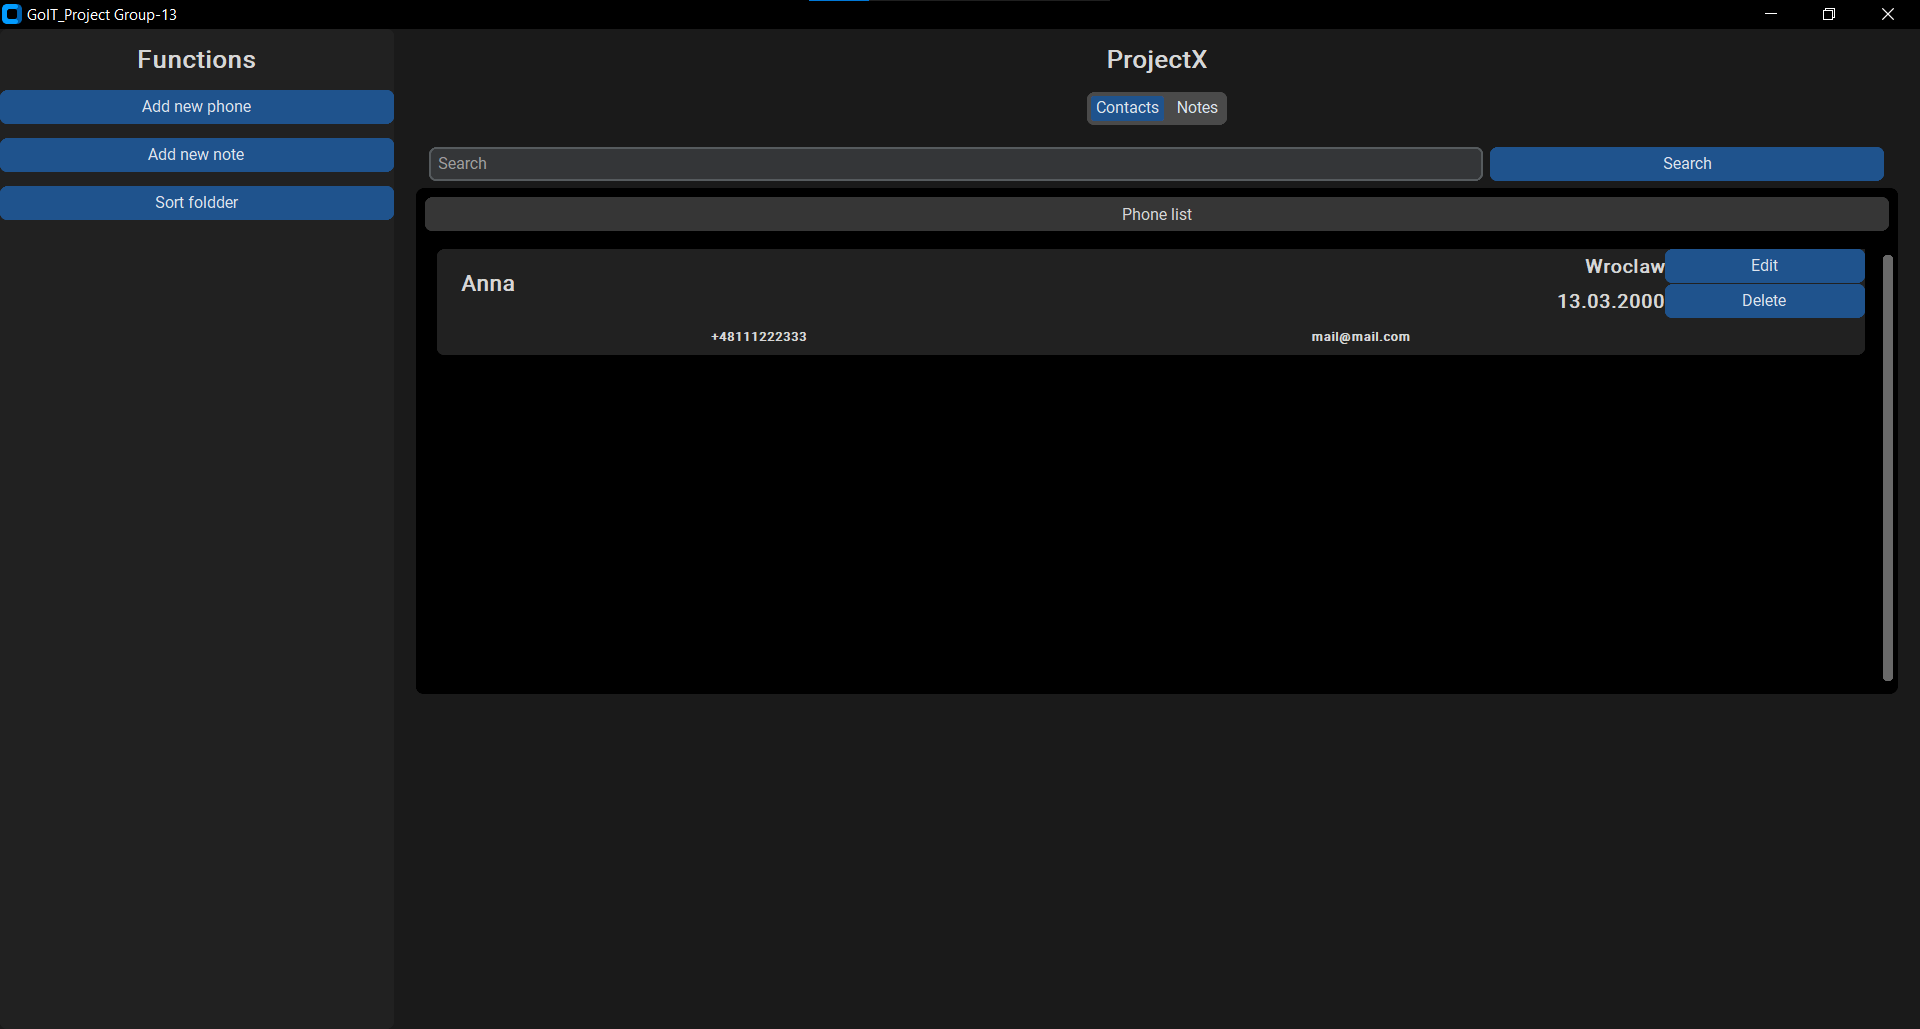 GoIT_Project Group-13
Functions
Add new phone
Add new note
Sort foldder
ProjectX
Contacts Notes
Search Search
Phone list
Anna
Wroclaw Edit
13.03.2000 Delete
+48111222333 mail@mail.com